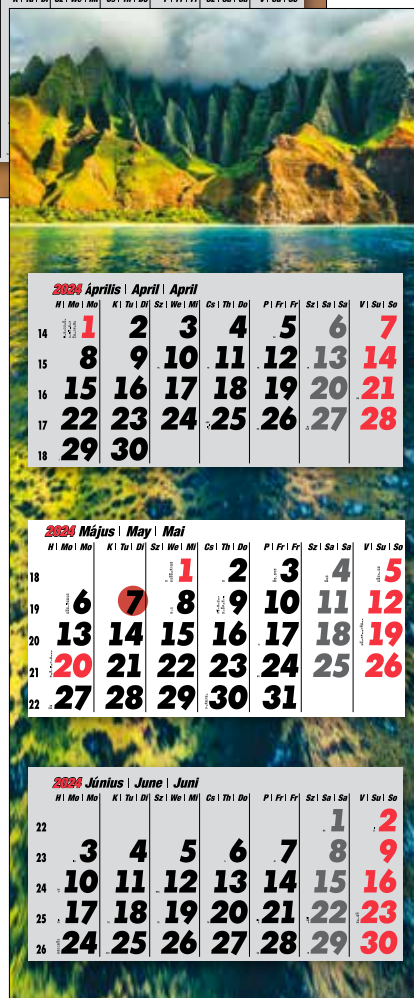 2024 április | April | April
H | Mo | Mo K | Tu | Di Sz | We | Mi Cs | Th | Do P | Fr | Fr Sz | Sa | Sa V | Su | So
14 1 2 3 4 5 6 7
15 8 9 10 11 12 13 14
16 15 16 17 18 19 20 21
17 22 23 24 25 26 27 28
18 29 30
2024 Május | May | Mai
H | Mo | Mo K | Tu | Di Sz | We | Mi Cs | Th | Do P | Fr | Fr Sz | Sa | Sa V | Su | So
18 1 2 3 4 5
19 6 7 8 9 10 11 12
20 13 14 15 16 17 18 19
21 20 21 22 23 24 25 26
22 27 28 29 30 31
2024 Június | June | Juni
H | Mo | Mo K | Tu | Di Sz | We | Mi Cs | Th | Do P | Fr | Fr Sz | Sa | Sa V | Su | So
22 1 2
23 3 4 5 6 7 8 9
24 10 11 12 13 14 15 16
25 17 18 19 20 21 22 23
26 24 25 26 27 28 29 30